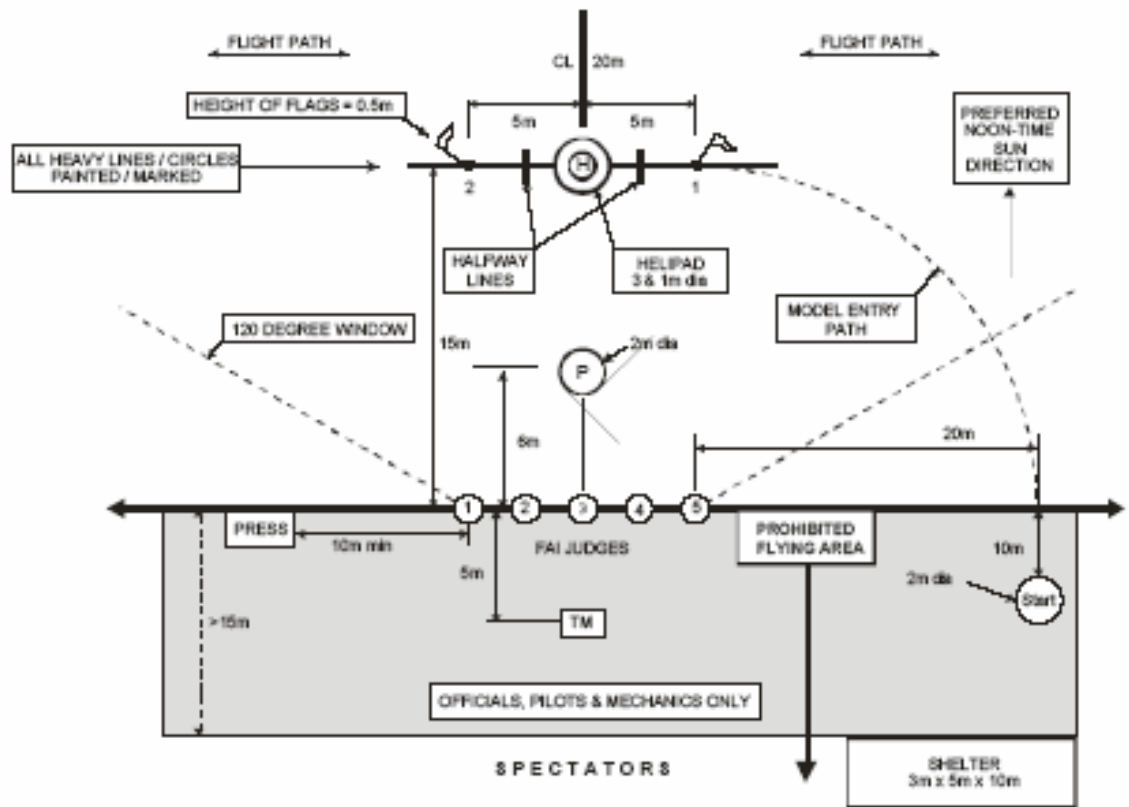 FLIGHT PATH
FLIGHT PATH
CL 20m
HEIGHT OF FLAGS = 0.5m
5m 5m
PREFERRED
NOON-TIME
SUN
DIRECTION
ALL HEAVY LINES / CIRCLES
PAINTED / MARKED
H
2 1
HALFWAY
LINES
HELIPAD
3 & 1m dia
MODEL ENTRY
PATH
120 DEGREE WINDOW
15m
2m dia
P
6m
20m
1 2 3 4 5
PRESS
10m min
FAI JUDGES
PROHIBITED
FLYING AREA
10m
5m
2m dia
Start
>15m
TM
OFFICIALS, PILOTS & MECHANICS ONLY
SPECTATORS
SHELTER
3m x 5m x 10m